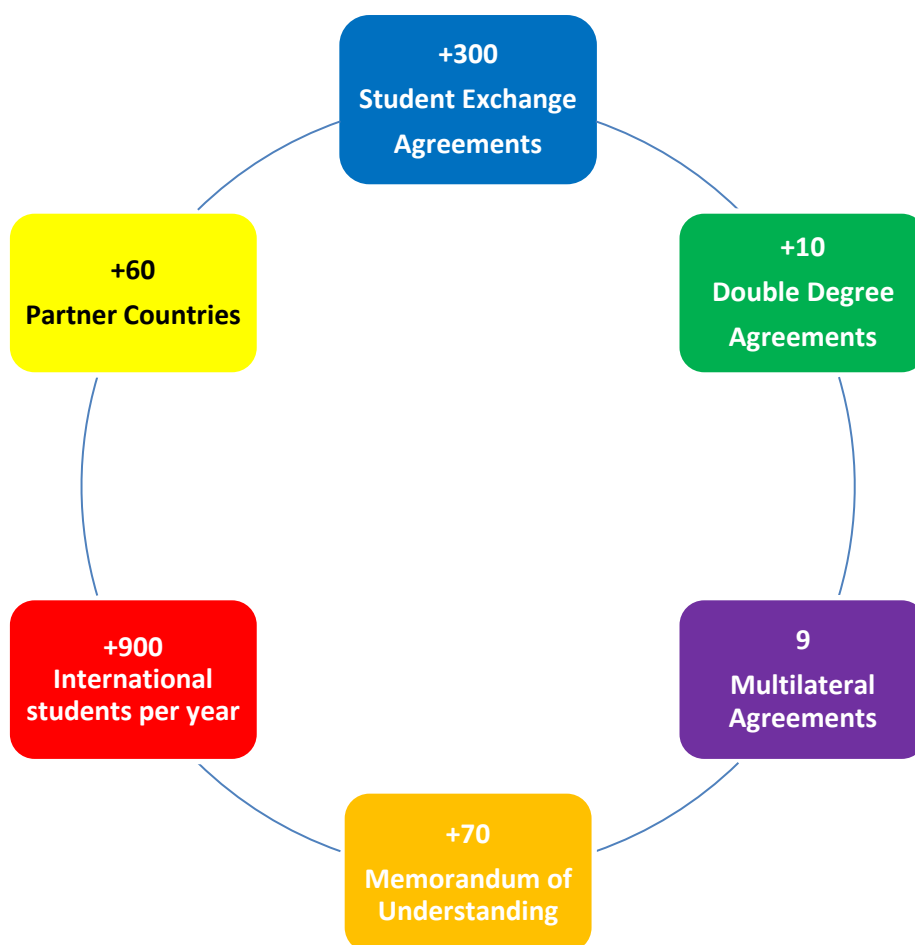 +300
Student Exchange
Agreements
+10
Double Degree
Agreements
9
Multilateral
Agreements
+70
Memorandum of
Understanding
+900
International
students per year
+60
Partner Countries